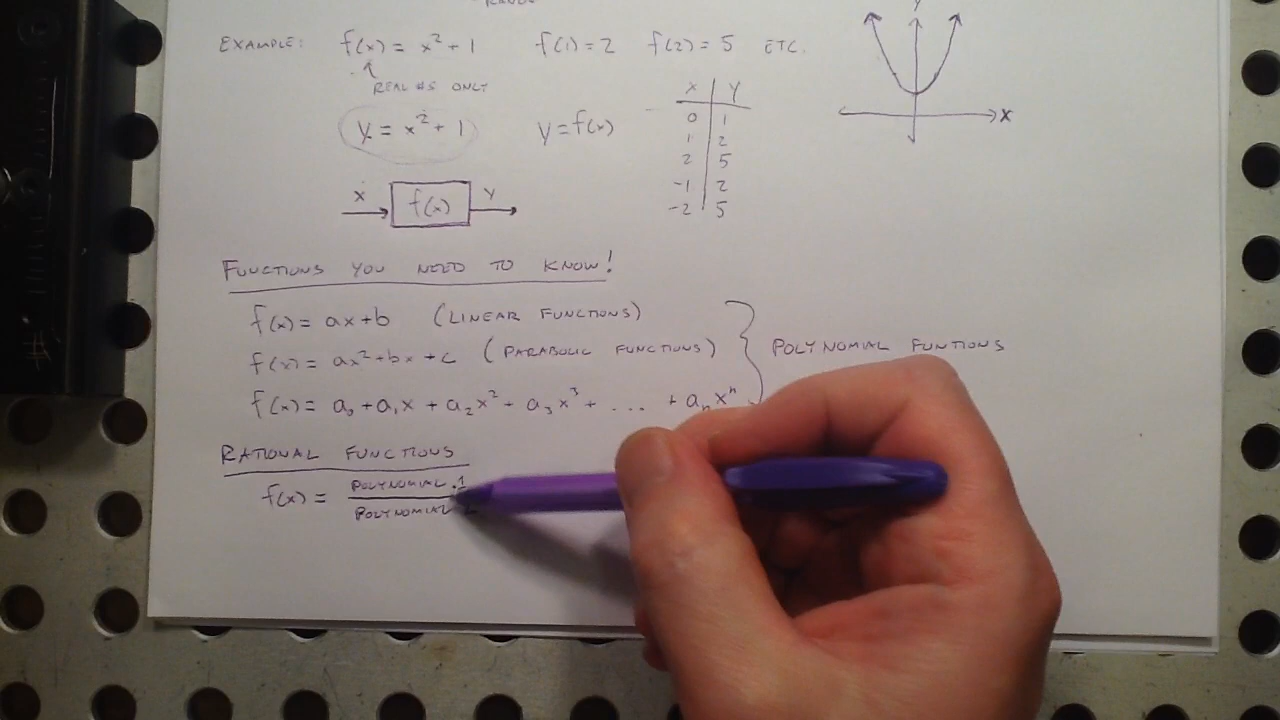 EXAMPLE: f(x) = x² + 1 f(1) = 2 f(2) = 5 ETC.
REAL #S ONLY
y = x² + 1 y = f(x)
X Y
0 1
1 2
2 5
-1 2
-2 5
Y
X
X f(x) Y
FUNCTIONS YOU NEED TO KNOW!
f(x) = ax+b (LINEAR FUNCTIONS)
f(x) = ax²+bx+c (PARABOLIC FUNCTIONS)
POLYNOMIAL FUNTIONS
f(x) = a₀ + a₁x + a₂x² + a₃x³ + .... + aₙxⁿ
RATIONAL FUNCTIONS
f(x) = POLYNOMIAL 1
POLYNOMIAL 2